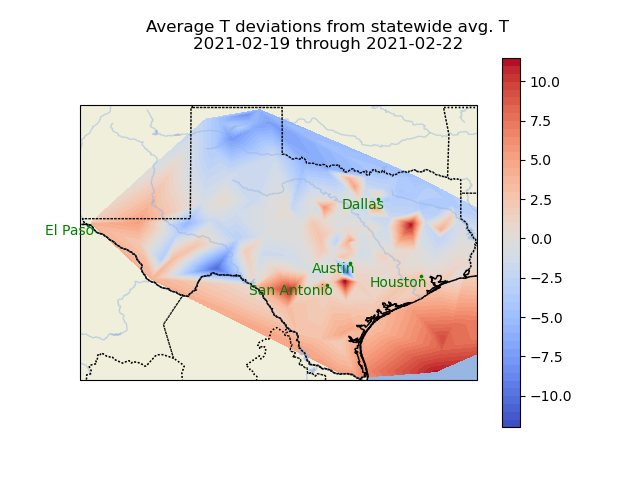 Average T deviations from statewide avg. T
2021-02-19 through 2021-02-22
10.0
7.5
5.0
2.5
0.0
−2.5
−5.0
−7.5
−10.0
Dallas
El Paso
Austin
San Antonio
Houston